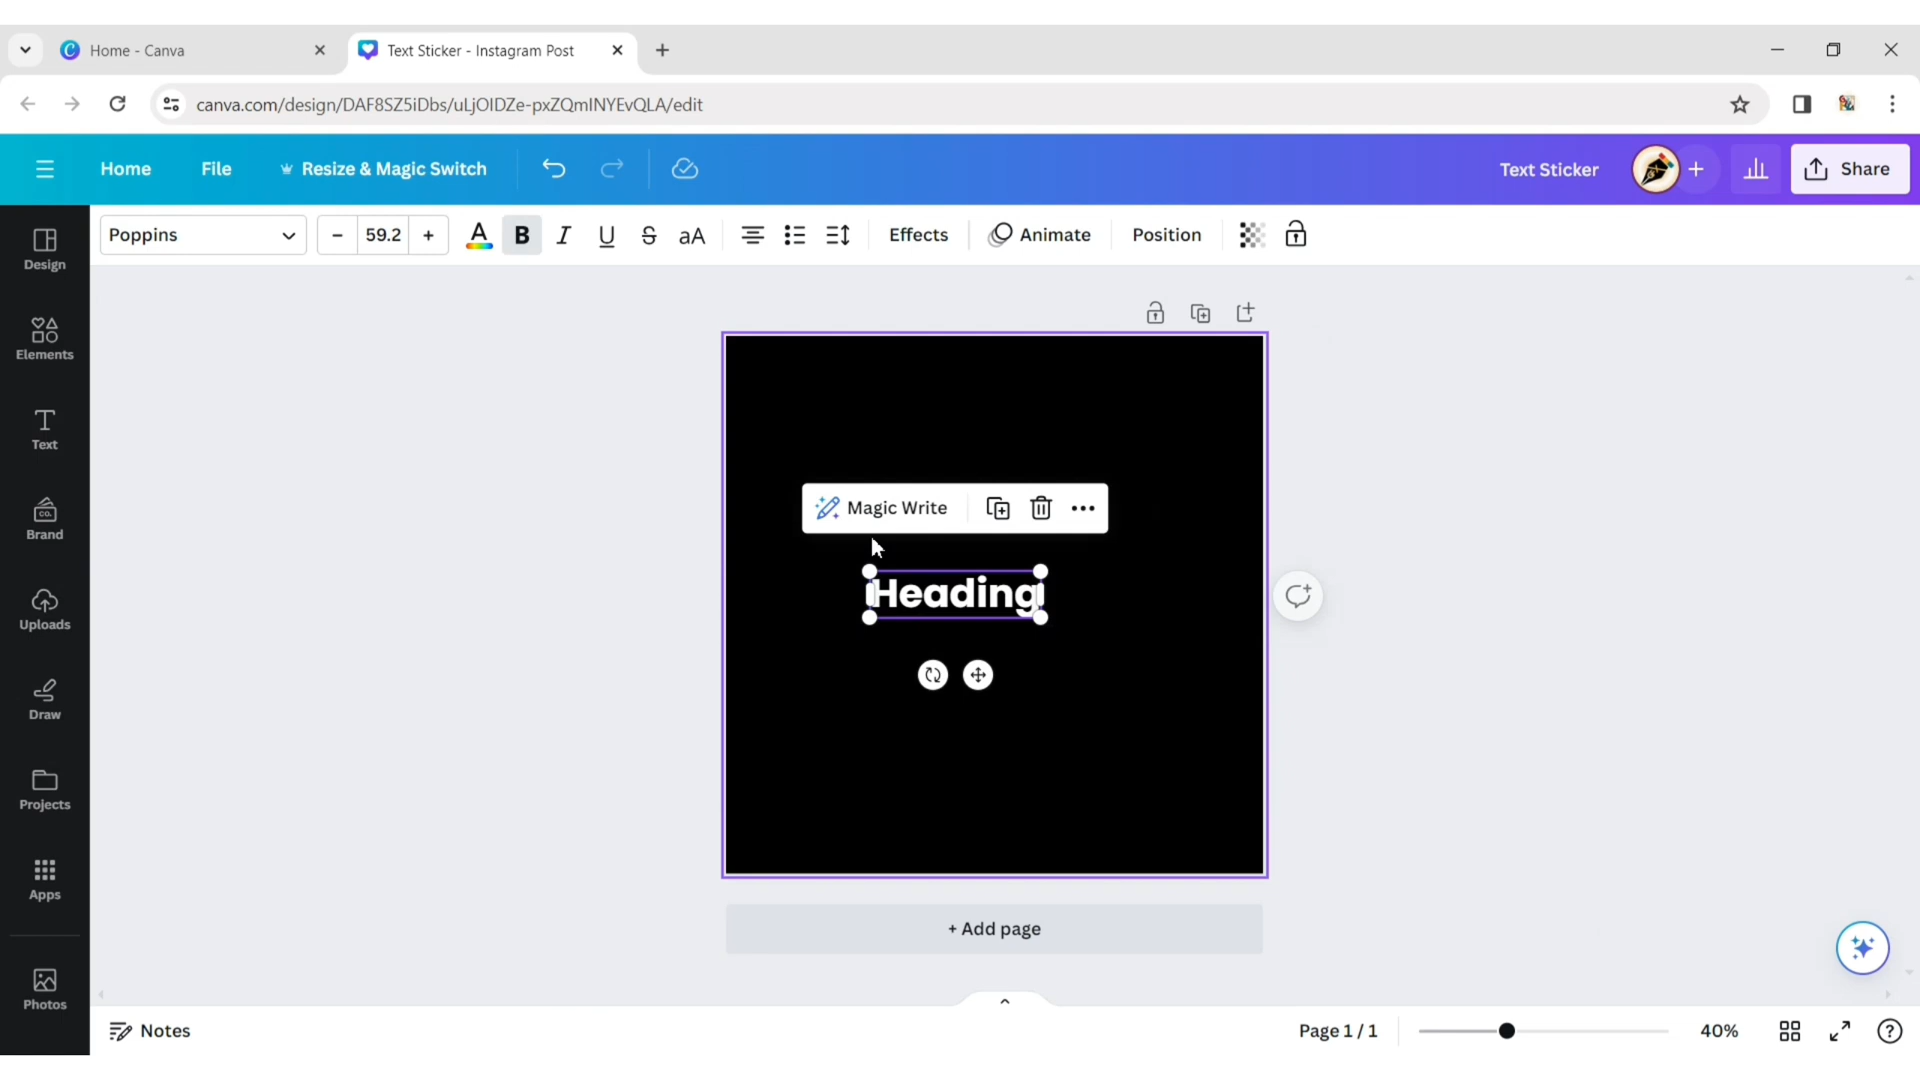 Home - Canva
Text Sticker - Instagram Post
canva.com/design/DAF8SZ5iDbs/uLjOIDZe-pxZQmINYEvQLA/edit
Home
File
Resize & Magic Switch
Text Sticker
Share
Poppins
- 59.2 +
A
B
I
U
S
aA
Effects
Animate
Position
Design
Elements
Text
CO.
Brand
Uploads
Draw
Projects
Apps
Photos
Magic Write
Heading
+ Add page
Notes
Page 1 / 1
40%